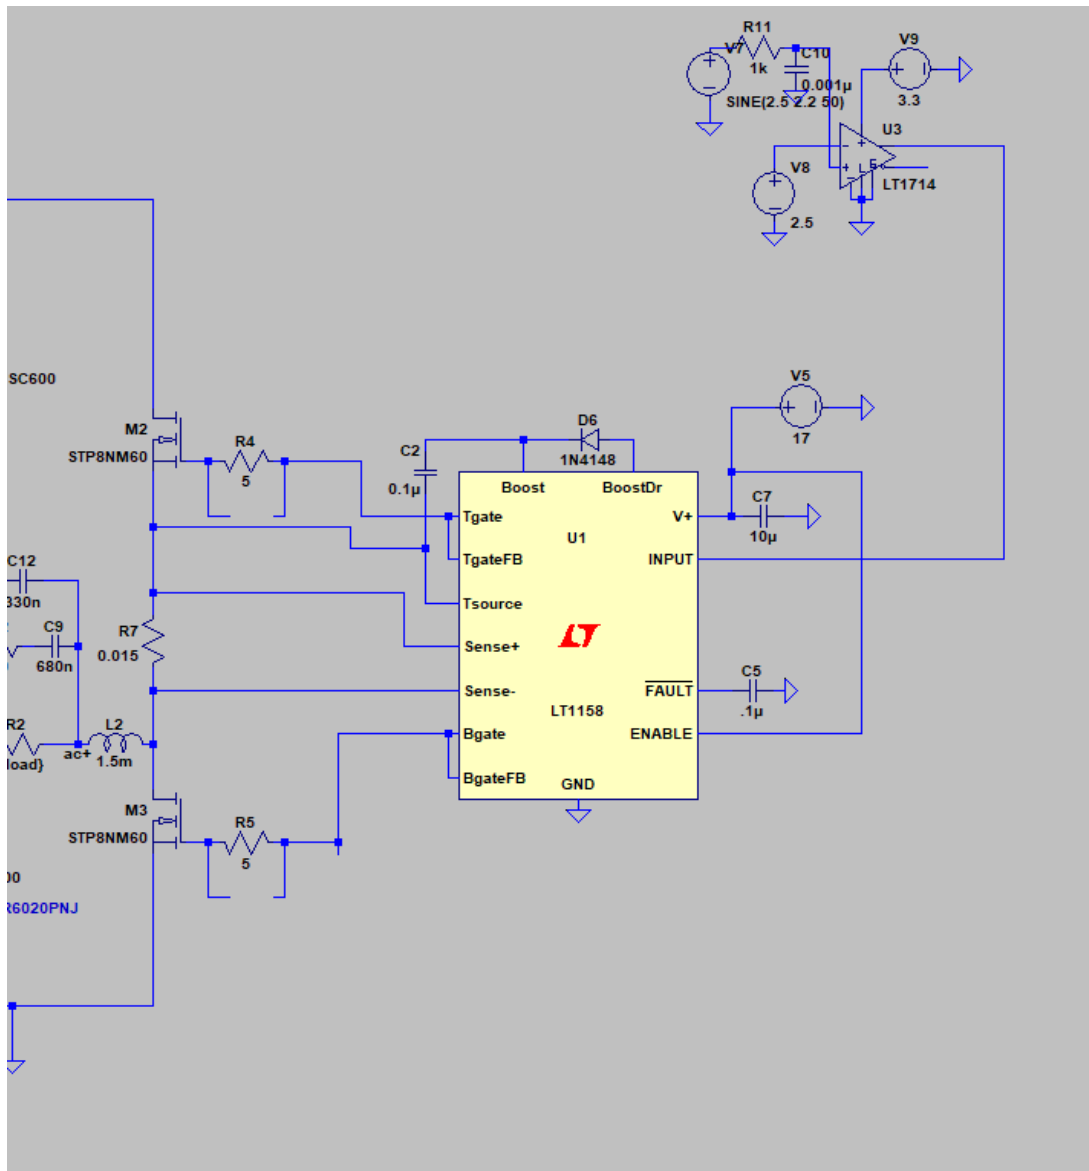 R11
V7
1k
C10
0.001µ
SINE(2.5 2.2 50)
V9
3.3
U3
LT1714
V8
2.5
SC600
M2
STP8NM60
R4
5
C2
0.1µ
D6
1N4148
V5
17
C7
10µ
Boost
BoostDr
Tgate
V+
U1
TgateFB
INPUT
Tsource
Sense+
Sense-
FAULT
LT1158
Bgate
ENABLE
BgateFB
GND
C5
.1µ
C12
330n
C9
680n
R7
0.015
R2
load}
ac+
L2
1.5m
M3
STP8NM60
R5
5
00
R6020PNJ